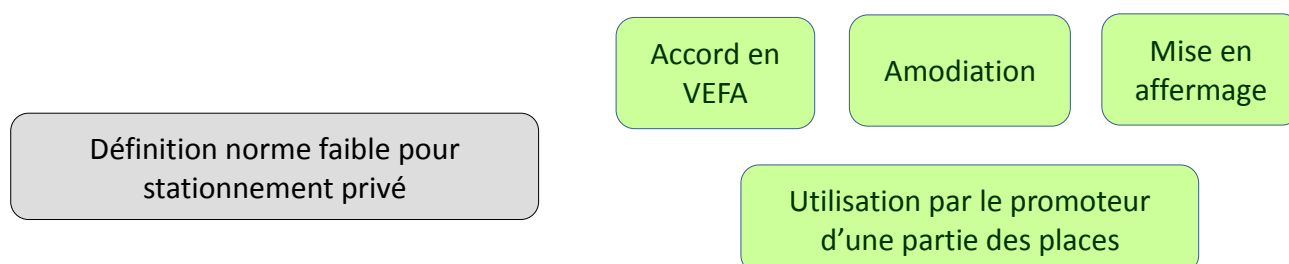 Accord en
VEFA
Amodiation
Mise en
affermage
Définition norme faible pour
stationnement privé
Utilisation par le promoteur
d’une partie des places